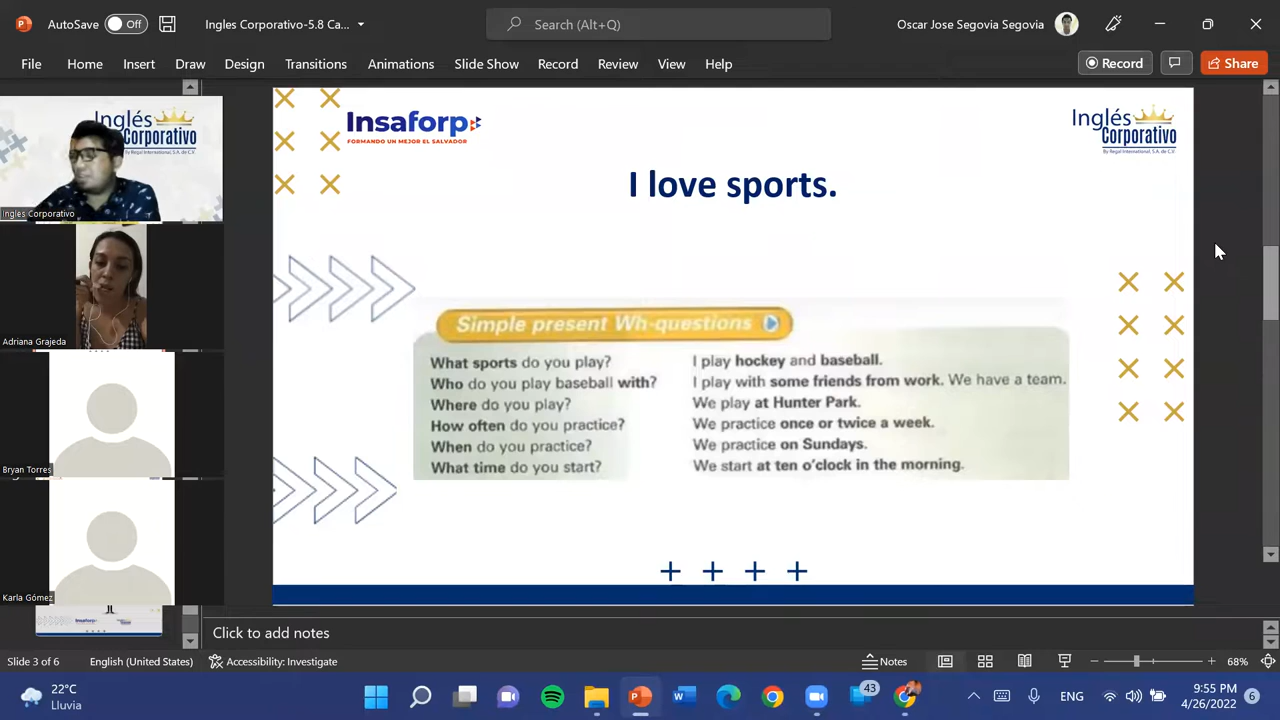 AutoSave Off Ingles Corporativo-5.8 Ca... Search (Alt+Q) Oscar Jose Segovia Segovia
File Home Insert Draw Design Transitions Animations Slide Show Record Review View Help Record Share
Inglés
Corporativo
Ingles Corporativo
Adriana Grajeda
Bryan Torres
Karla Gómez
Insaforp
FORMANDO UN MEJOR EL SALVADOR
Inglés
Corporativo
By Regal International, S.A. de C.V.
I love sports.
Simple present Wh-questions
What sports do you play? I play hockey and baseball.
Who do you play baseball with? I play with some friends from work. We have a team.
Where do you play? We play at Hunter Park.
How often do you practice? We practice once or twice a week.
When do you practice? We practice on Sundays.
What time do you start? We start at ten o'clock in the morning.
Click to add notes
Slide 3 of 6 English (United States) Accessibility: Investigate Notes 68%
22°C
Lluvia
43
ENG
9:55 PM
4/26/2022
6